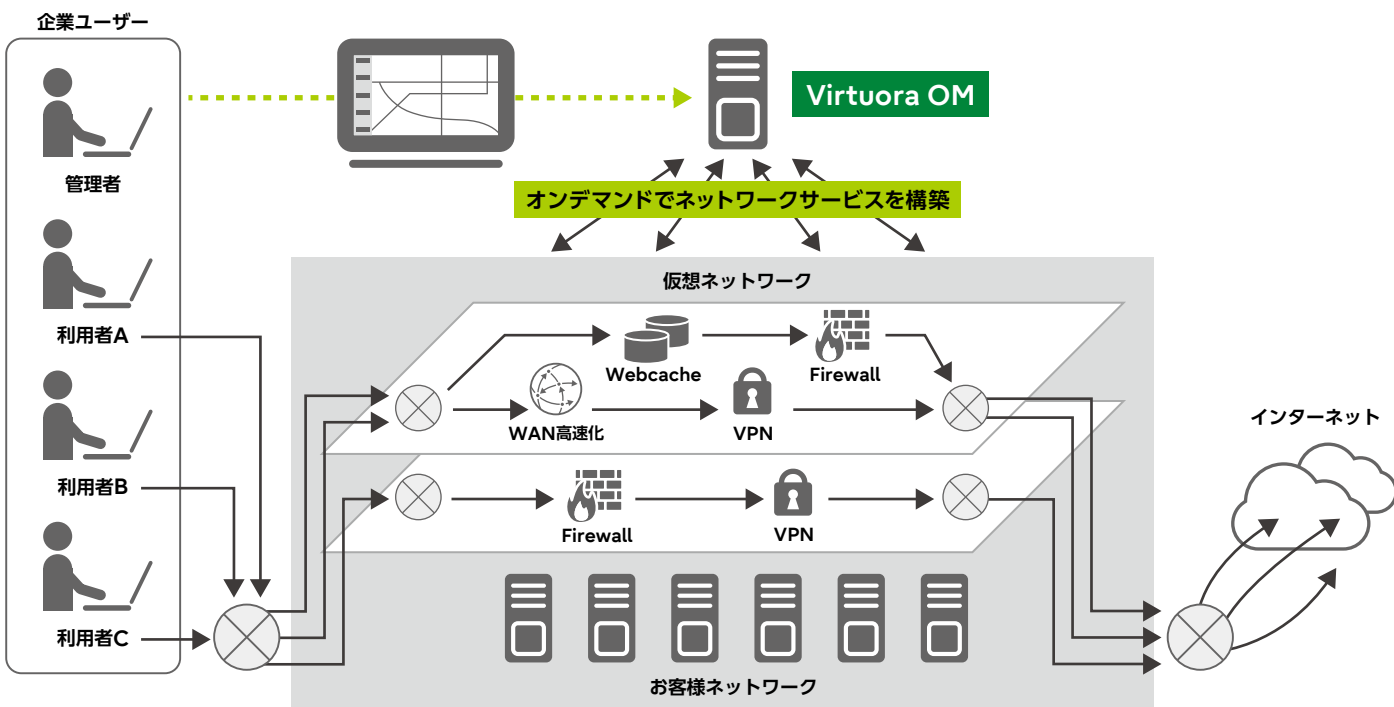 企業ユーザー
Virtuora OM
管理者
オンデマンドでネットワークサービスを構築
仮想ネットワーク
利用者A
Webcache
Firewall
WAN高速化
VPN
インターネット
利用者B
Firewall
VPN
利用者C
お客様ネットワーク